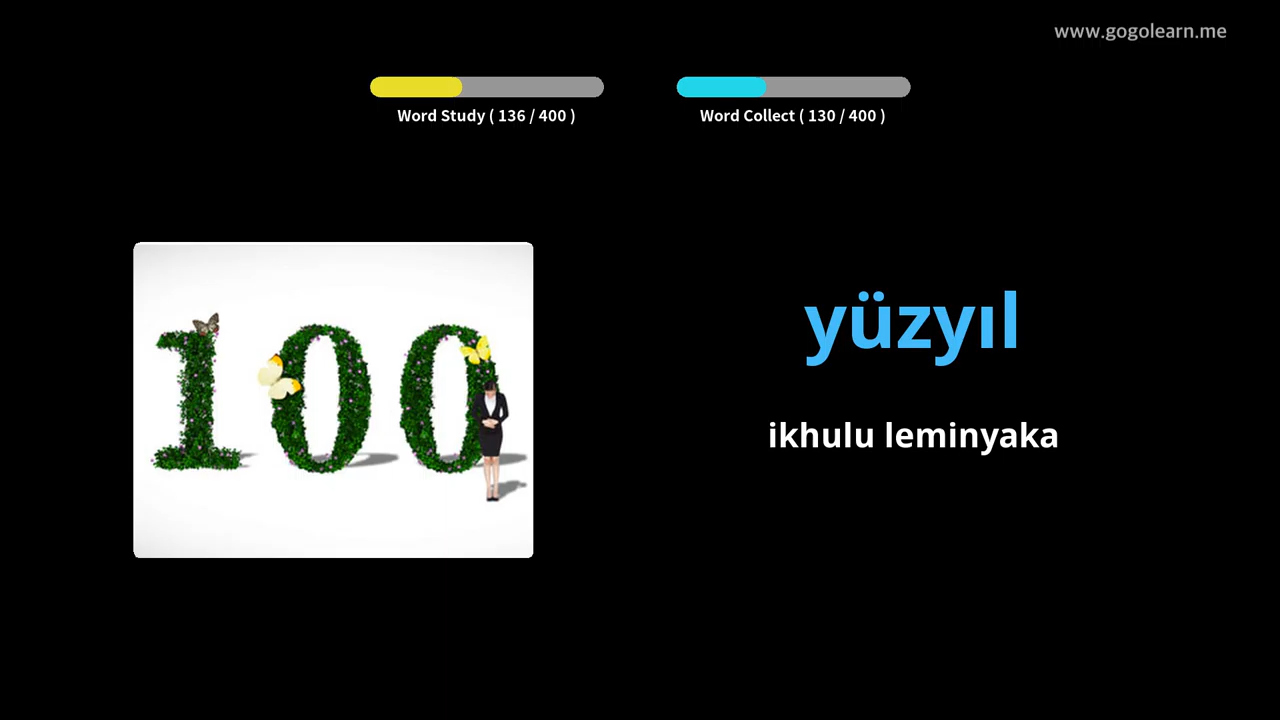 www.gogolearn.me
Word Study ( 136 / 400 )
Word Collect ( 130 / 400 )
100
yüzyıl
ikhulu leminyaka